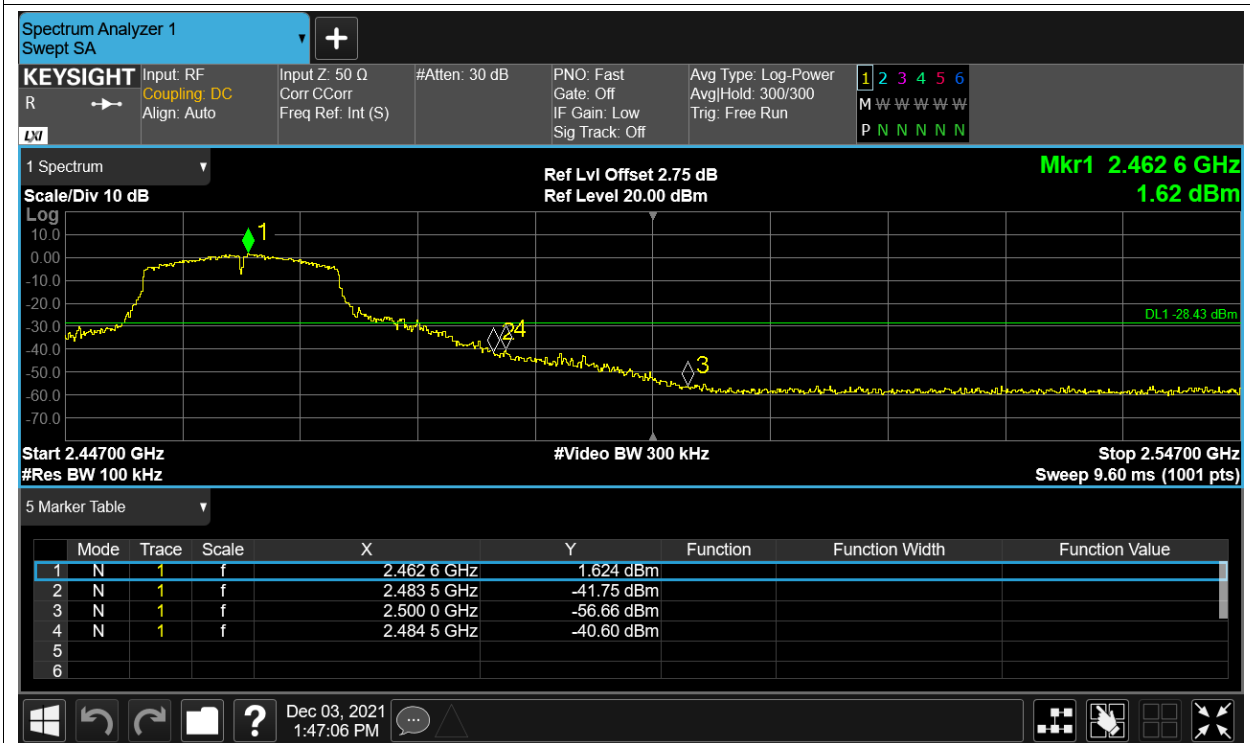 Spectrum Analyzer 1
Swept SA
+
KEYSIGHT Input: RF Input Z: 50 Ω #Atten: 30 dB PNO: Fast Avg Type: Log-Power 1 2 3 4 5 6
R Coupling: DC Corr CCorr Gate: Off Avg|Hold: 300/300 M W W W W W
Align: Auto Freq Ref: Int (S) IF Gain: Low Trig: Free Run
LXI Sig Track: Off P N N N N N
1 Spectrum Ref Lvl Offset 2.75 dB Mkr1 2.462 6 GHz
Scale/Div 10 dB Ref Level 20.00 dBm 1.62 dBm
Log
10.0 1
0.00
-10.0
-20.0
DL1 -28.43 dBm
-30.0 2 4
-40.0
-50.0 3
-60.0
-70.0
Start 2.44700 GHz #Video BW 300 kHz Stop 2.54700 GHz
#Res BW 100 kHz Sweep 9.60 ms (1001 pts)
5 Marker Table
Mode Trace Scale X Y Function Function Width Function Value
1 N 1 f 2.462 6 GHz 1.624 dBm
2 N 1 f 2.483 5 GHz -41.75 dBm
3 N 1 f 2.500 0 GHz -56.66 dBm
4 N 1 f 2.484 5 GHz -40.60 dBm
5
6
? Dec 03, 2021
1:47:06 PM